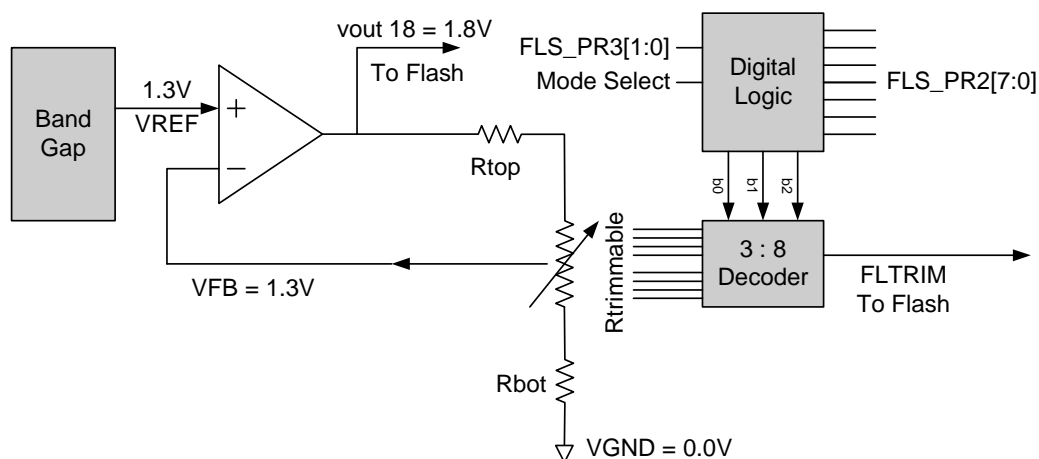 vout 18 = 1.8V
To Flash
FLS_PR3[1:0]
Mode Select
Digital
Logic
FLS_PR2[7:0]
Band
Gap
1.3V
VREF
+
−
Rtop
b0
b1
b2
Rtrimmable
3 : 8
Decoder
FLTRIM
To Flash
VFB = 1.3V
Rbot
VGND = 0.0V